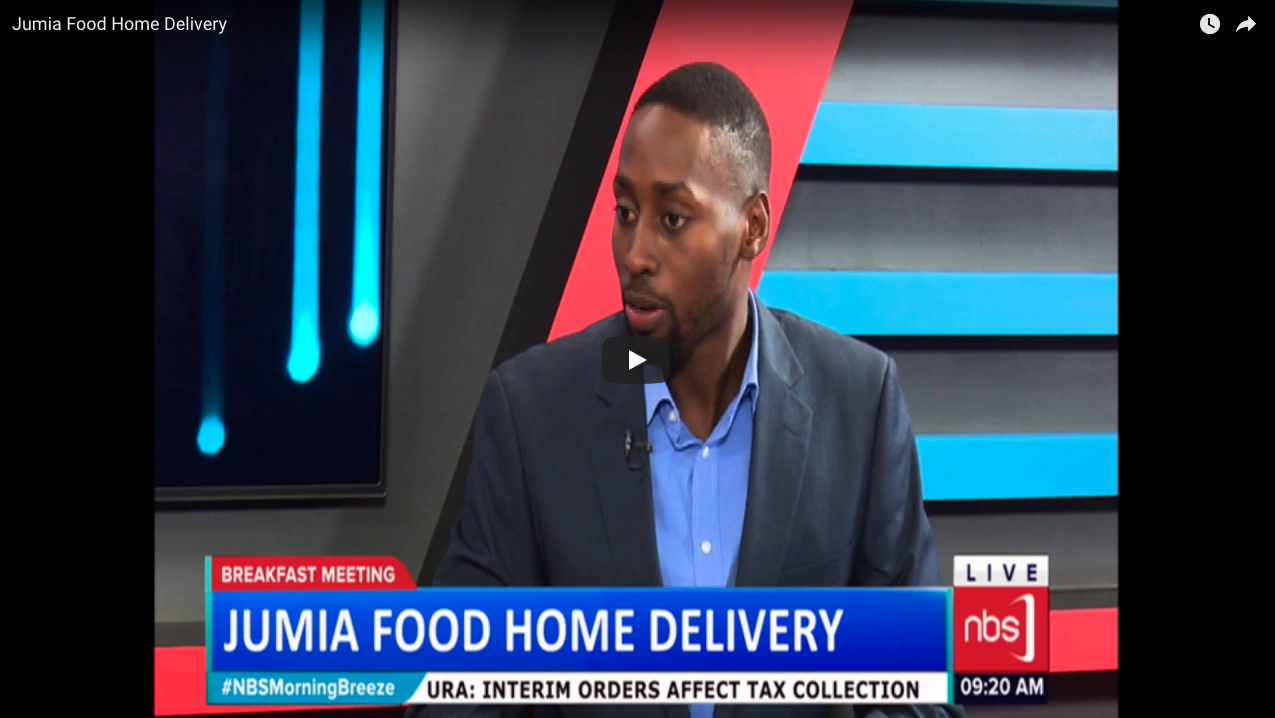 Jumia Food Home Delivery
BREAKFAST MEETING
LIVE
JUMIA FOOD HOME DELIVERY
nbs
#NBSMorningBreeze
URA: INTERIM ORDERS AFFECT TAX COLLECTION
09:20 AM